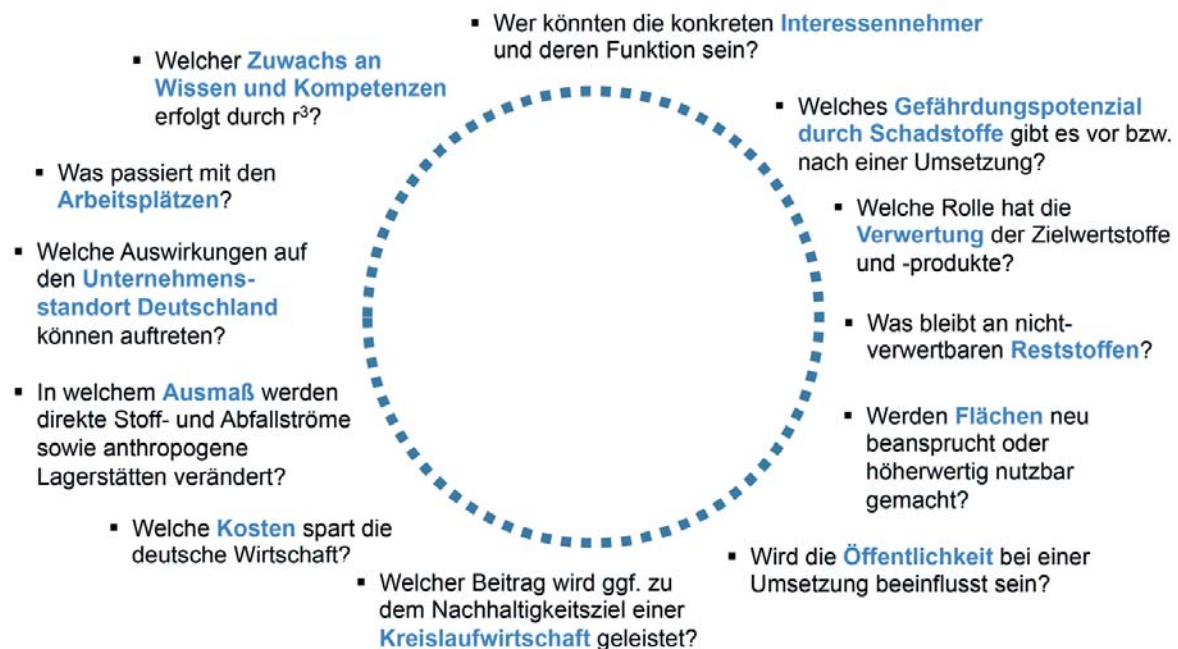 ▪ Wer könnten die konkreten Interessennehmer
und deren Funktion sein?
▪ Welches Gefährdungspotenzial
durch Schadstoffe gibt es vor bzw.
nach einer Umsetzung?
▪ Welche Rolle hat die
Verwertung der Zielwertstoffe
und -produkte?
▪ Was bleibt an nicht-
verwertbaren Reststoffen?
▪ Werden Flächen neu
beansprucht oder
höherwertig nutzbar
gemacht?
▪ Wird die Öffentlichkeit bei einer
Umsetzung beeinflusst sein?
▪ Welcher Beitrag wird ggf. zu
dem Nachhaltigkeitsziel einer
Kreislaufwirtschaft geleistet?
▪ Welche Kosten spart die
deutsche Wirtschaft?
▪ In welchem Ausmaß werden
direkte Stoff- und Abfallströme
sowie anthropogene
Lagerstätten verändert?
▪ Welche Auswirkungen auf
den Unternehmens-
standort Deutschland
können auftreten?
▪ Was passiert mit den
Arbeitsplätzen?
▪ Welcher Zuwachs an
Wissen und Kompetenzen
erfolgt durch r³?